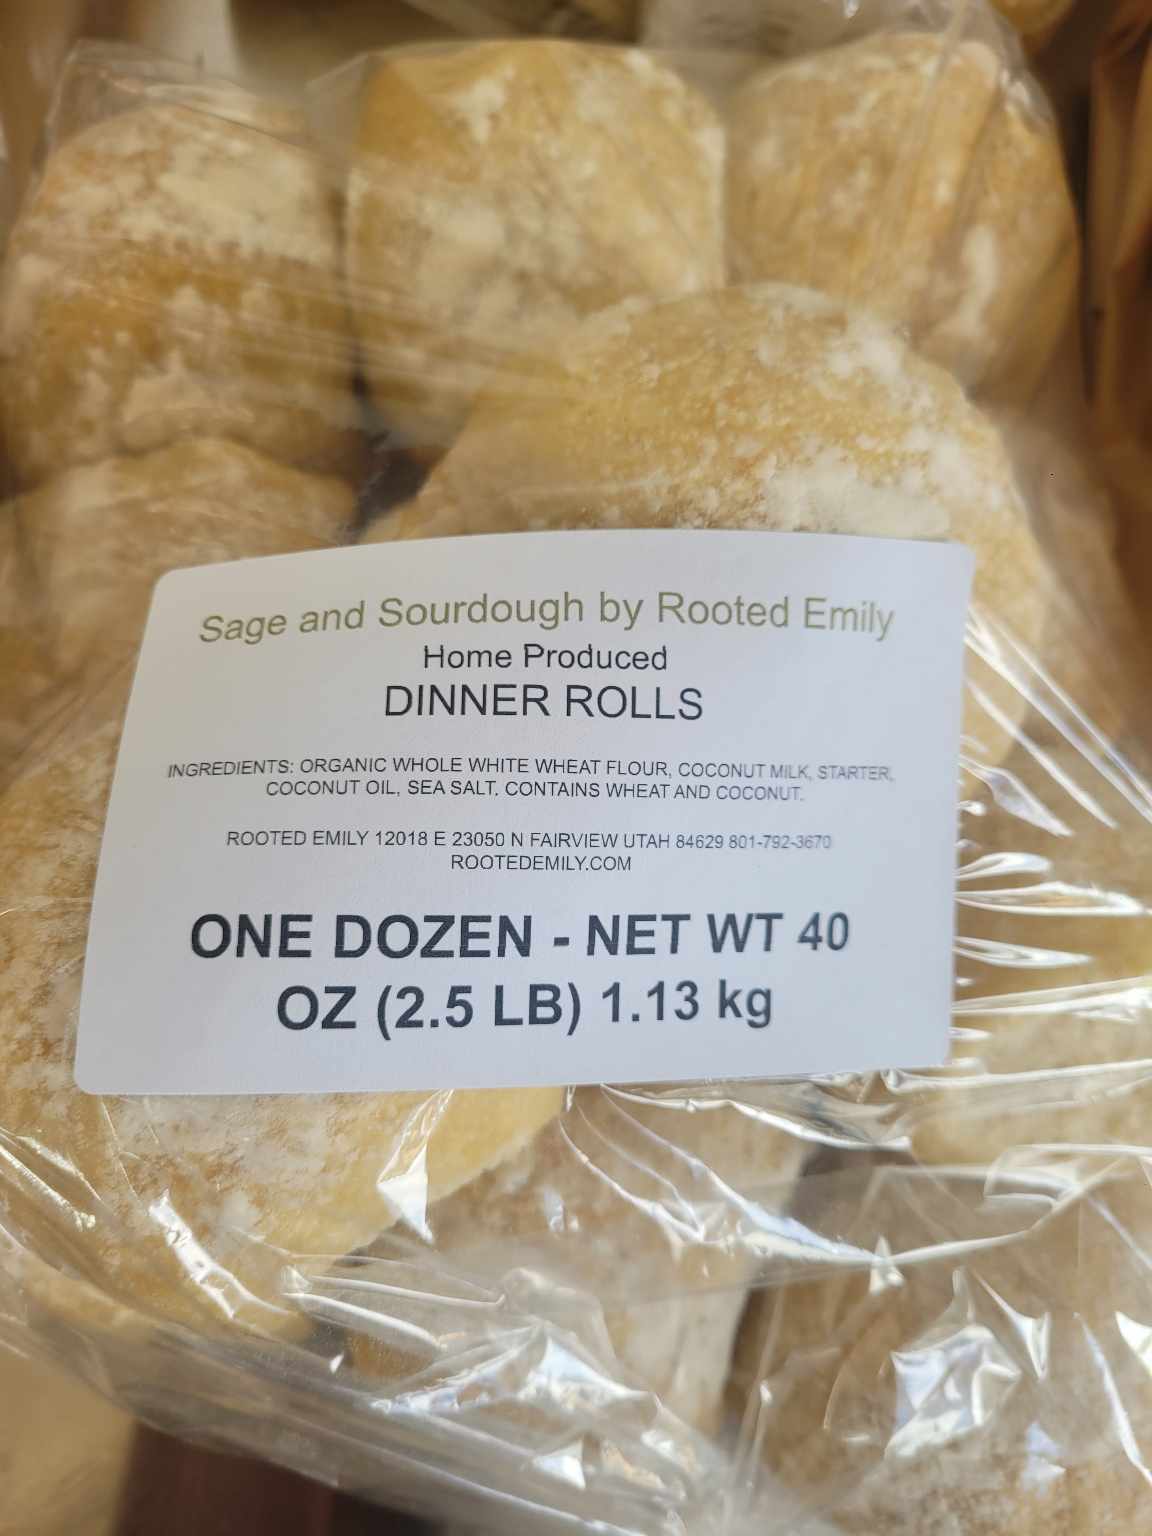 Sage and Sourdough by Rooted Emily
Home Produced
DINNER ROLLS
INGREDIENTS: ORGANIC WHOLE WHITE WHEAT FLOUR, COCONUT MILK, STARTER,
COCONUT OIL, SEA SALT. CONTAINS WHEAT AND COCONUT.
ROOTED EMILY 12018 E 23050 N FAIRVIEW UTAH 84629 801-792-3670
ROOTEDEMILY.COM
ONE DOZEN - NET WT 40
OZ (2.5 LB) 1.13 kg